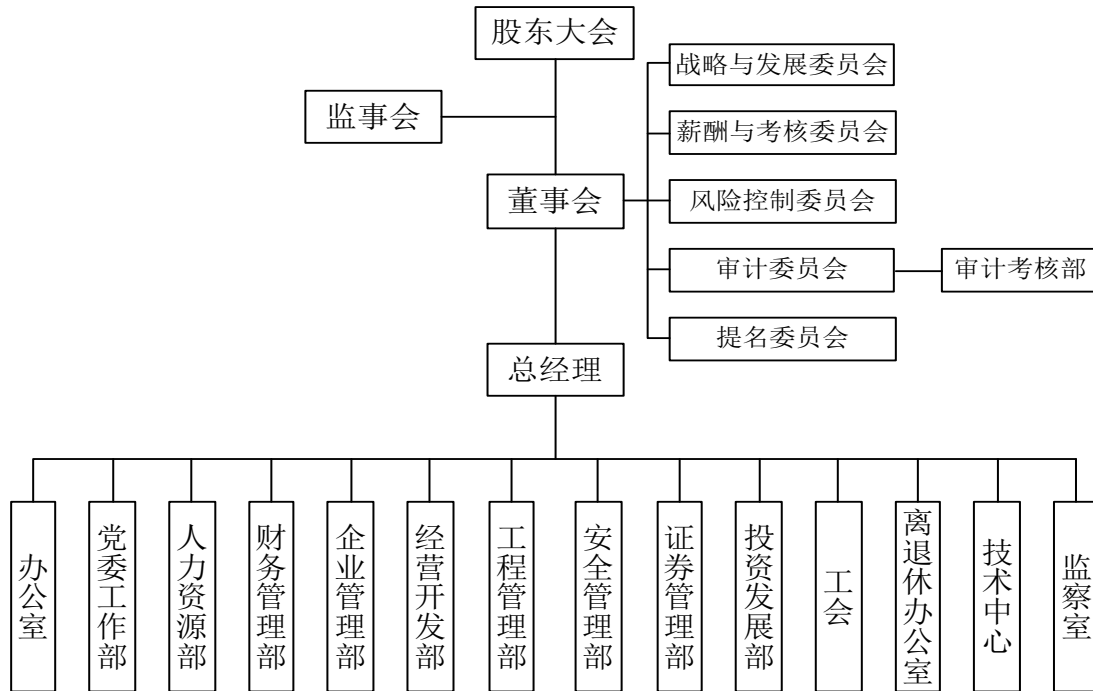 股东大会
战略与发展委员会
监事会
薪酬与考核委员会
董事会
风险控制委员会
审计委员会
审计考核部
提名委员会
总经理
办公室
党委工作部
人力资源部
财务管理部
企业管理部
经营开发部
工程管理部
安全管理部
证券管理部
投资发展部
工会
离退休办公室
技术中心
监察室